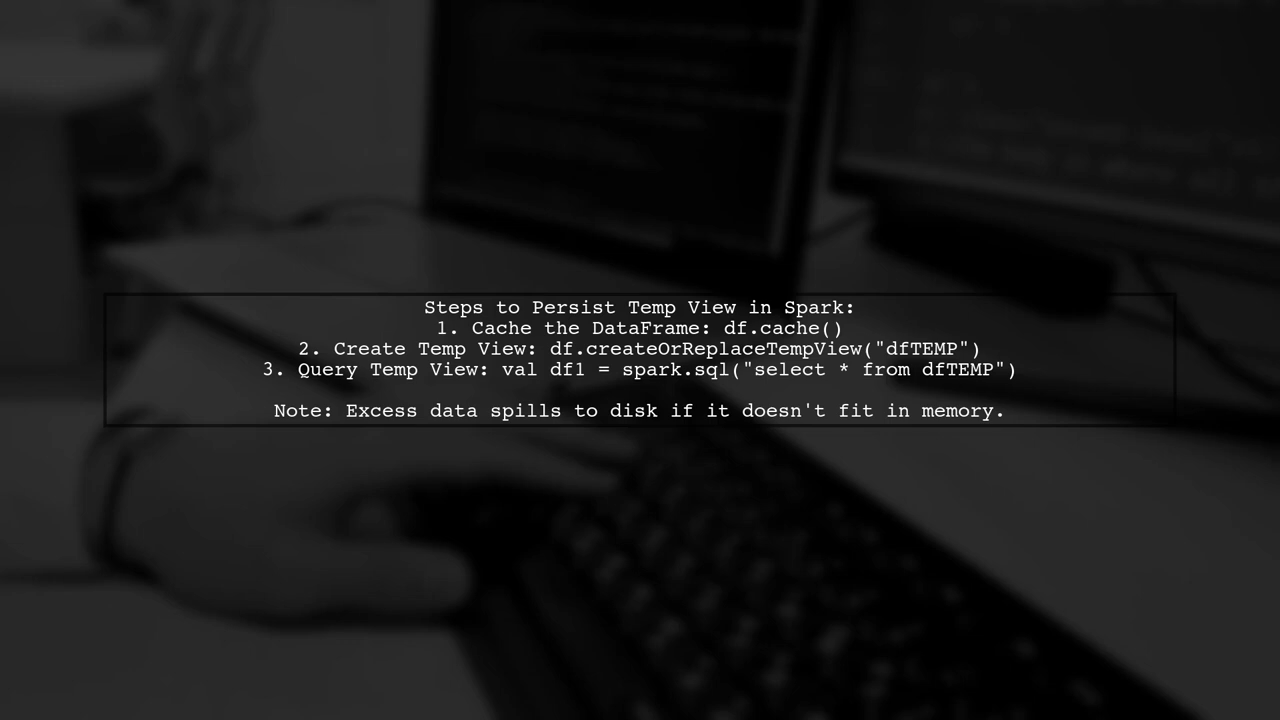 Steps to Persist Temp View in Spark:
1. Cache the DataFrame: df.cache()
2. Create Temp View: df.createOrReplaceTempView("dfTEMP")
3. Query Temp View: val df1 = spark.sql("select * from dfTEMP")
Note: Excess data spills to disk if it doesn't fit in memory.